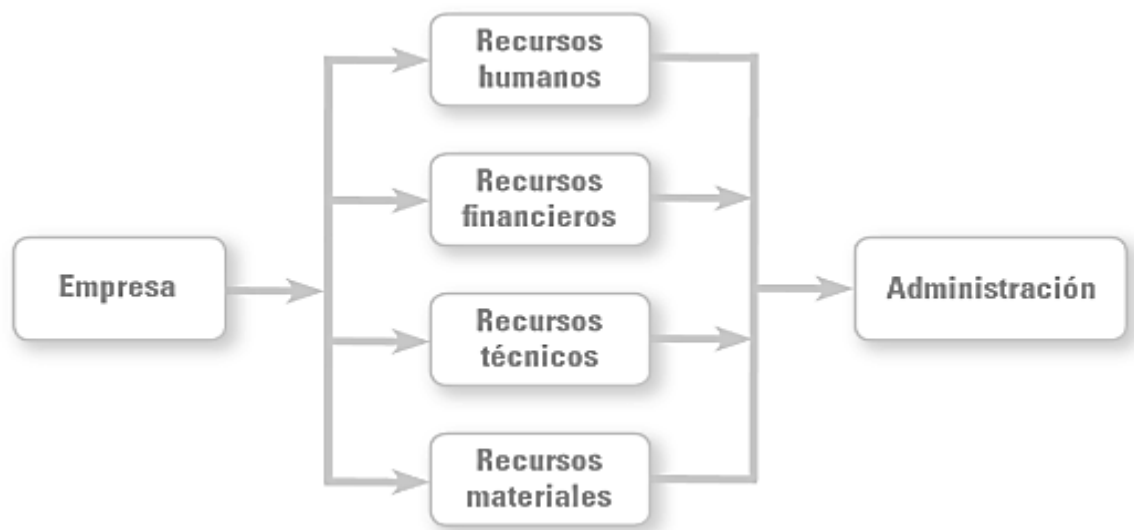 Recursos
humanos
Recursos
financieros
Empresa
Administración
Recursos
técnicos
Recursos
materiales